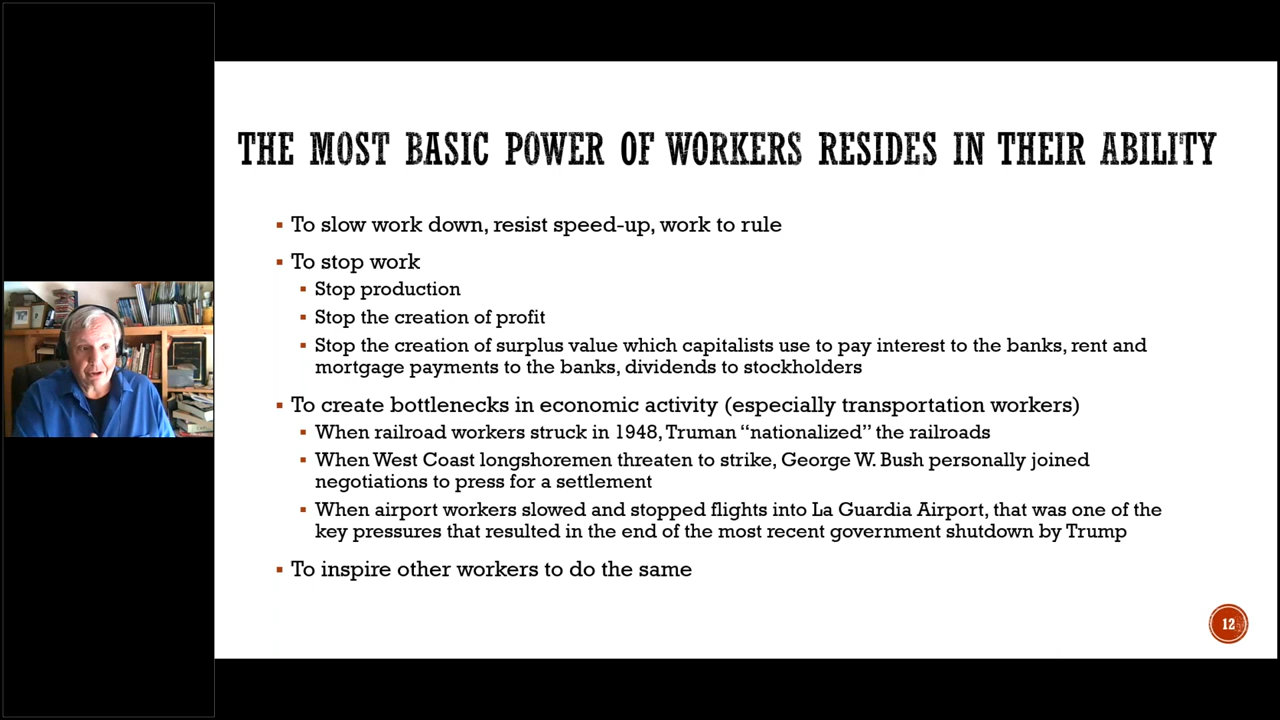 THE MOST BASIC POWER OF WORKERS RESIDES IN THEIR ABILITY
To slow work down, resist speed-up, work to rule
To stop work
Stop production
Stop the creation of profit
Stop the creation of surplus value which capitalists use to pay interest to the banks, rent and
mortgage payments to the banks, dividends to stockholders
To create bottlenecks in economic activity (especially transportation workers)
When railroad workers struck in 1948, Truman “nationalized” the railroads
When West Coast longshoremen threaten to strike, George W. Bush personally joined
negotiations to press for a settlement
When airport workers slowed and stopped flights into La Guardia Airport, that was one of the
key pressures that resulted in the end of the most recent government shutdown by Trump
To inspire other workers to do the same
12